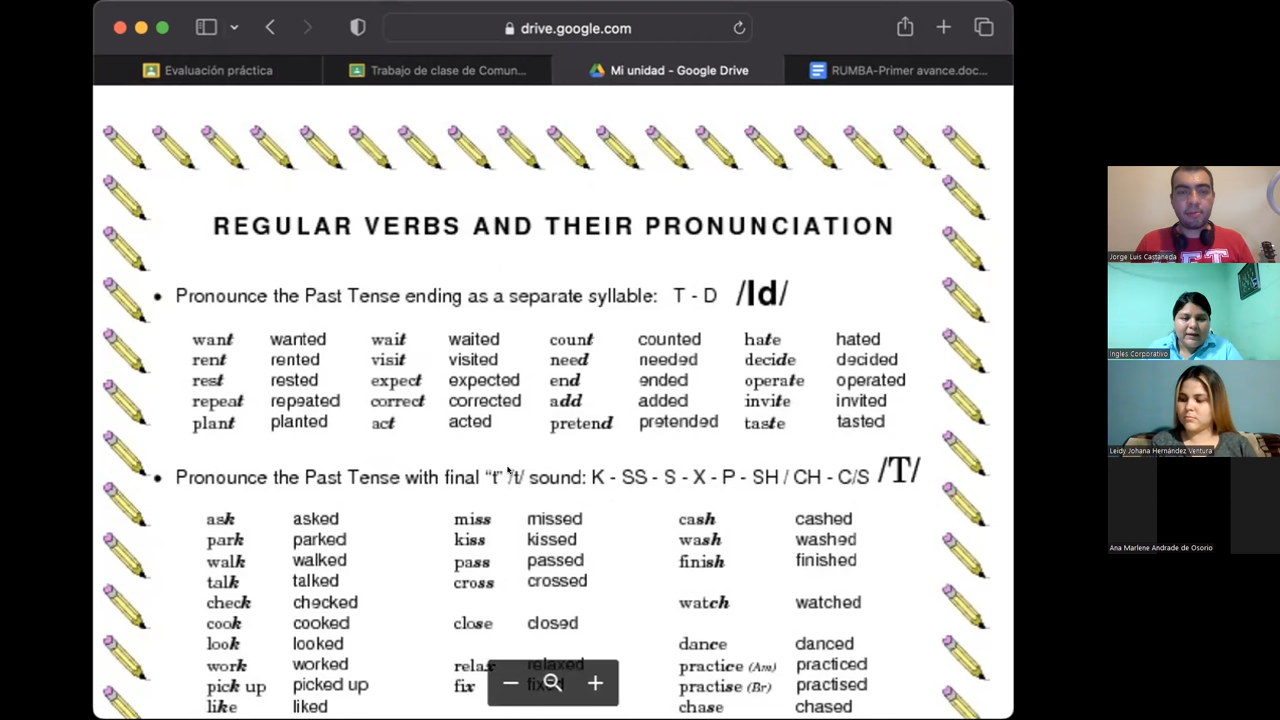 drive.google.com
Evaluación práctica
Trabajo de clase de Comun...
Mi unidad - Google Drive
RUMBA-Primer avance.doc...
REGULAR VERBS AND THEIR PRONUNCIATION
• Pronounce the Past Tense ending as a separate syllable: T - D /Id/
want wanted wait waited count counted hate hated
rent rented visit visited need needed decide decided
rest rested expect expected end ended operate operated
repeat repeated correct corrected add added invite invited
plant planted act acted pretend pretended taste tasted
• Pronounce the Past Tense with final “t” /t/ sound: K - SS - S - X - P - SH / CH - C/S /T/
ask asked miss missed cash cashed
park parked kiss kissed wash washed
walk walked pass passed finish finished
talk talked cross crossed
check checked watch watched
cook cooked close closed
look looked dance danced
work worked relax relaxed practice (Am) practiced
pick up picked up fix fixed practise (Br) practised
like liked chase chased
Jorge Luis Castaneda
Ingles Corporativo
Leidy Johana Hernández Ventura
Ana Marlene Andrade de Osorio